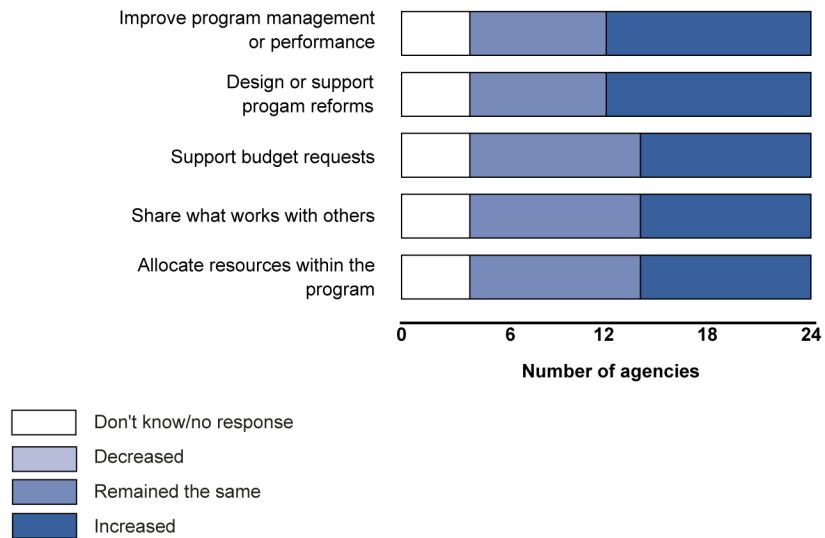 Improve program management
or performance
Design or support
progam reforms
Support budget requests
Share what works with others
Allocate resources within the
program
0 6 12 18 24
Number of agencies
Don't know/no response
Decreased
Remained the same
Increased